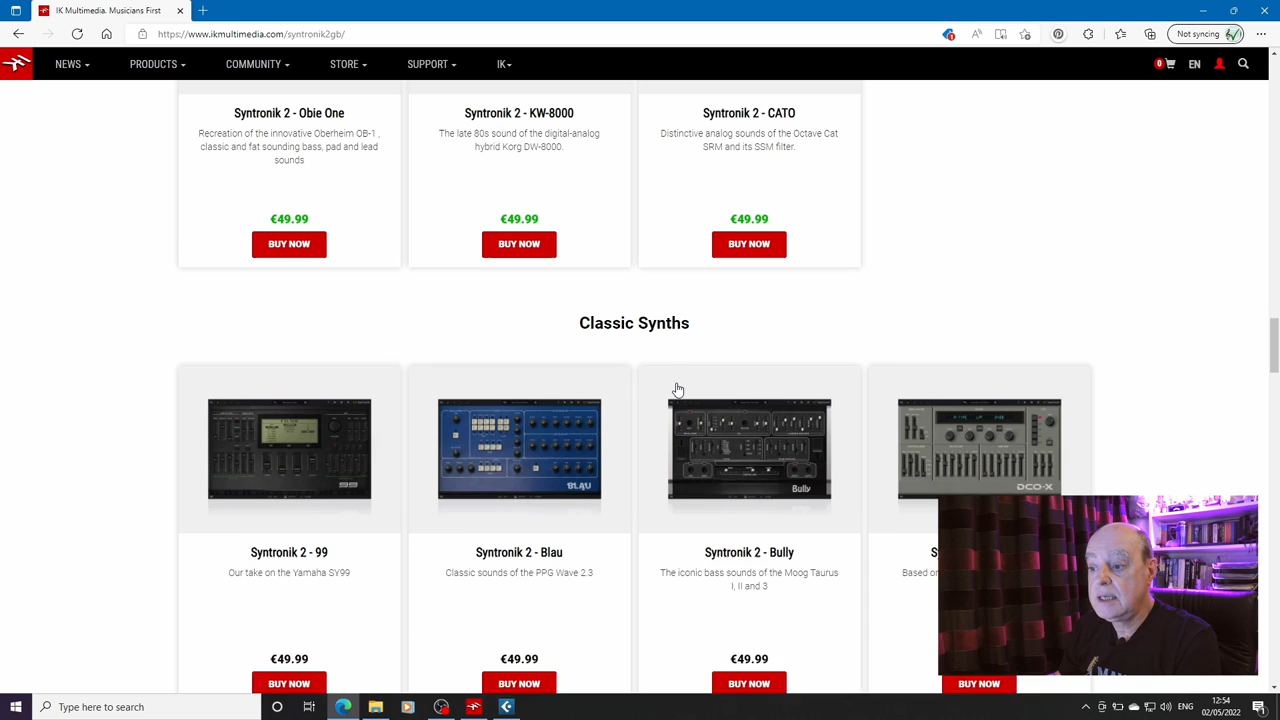 IK Multimedia. Musicians First
https://www.ikmultimedia.com/syntronik2gb/
Not syncing
NEWS
PRODUCTS
COMMUNITY
STORE
SUPPORT
IK
0
EN
Syntronik 2 - Obie One
Recreation of the innovative Oberheim OB-1 ,
classic and fat sounding bass, pad and lead
sounds
€49.99
BUY NOW
Syntronik 2 - KW-8000
The late 80s sound of the digital-analog
hybrid Korg DW-8000.
€49.99
BUY NOW
Syntronik 2 - CATO
Distinctive analog sounds of the Octave Cat
SRM and its SSM filter.
€49.99
BUY NOW
Classic Synths
99
Syntronik 2 - 99
Our take on the Yamaha SY99
€49.99
BUY NOW
BLAU
Syntronik 2 - Blau
Classic sounds of the PPG Wave 2.3
€49.99
BUY NOW
Bully
Syntronik 2 - Bully
The iconic bass sounds of the Moog Taurus
I, II and 3
€49.99
BUY NOW
DCO-X
Based
BUY NOW
Type here to search
12:54
02/05/2022